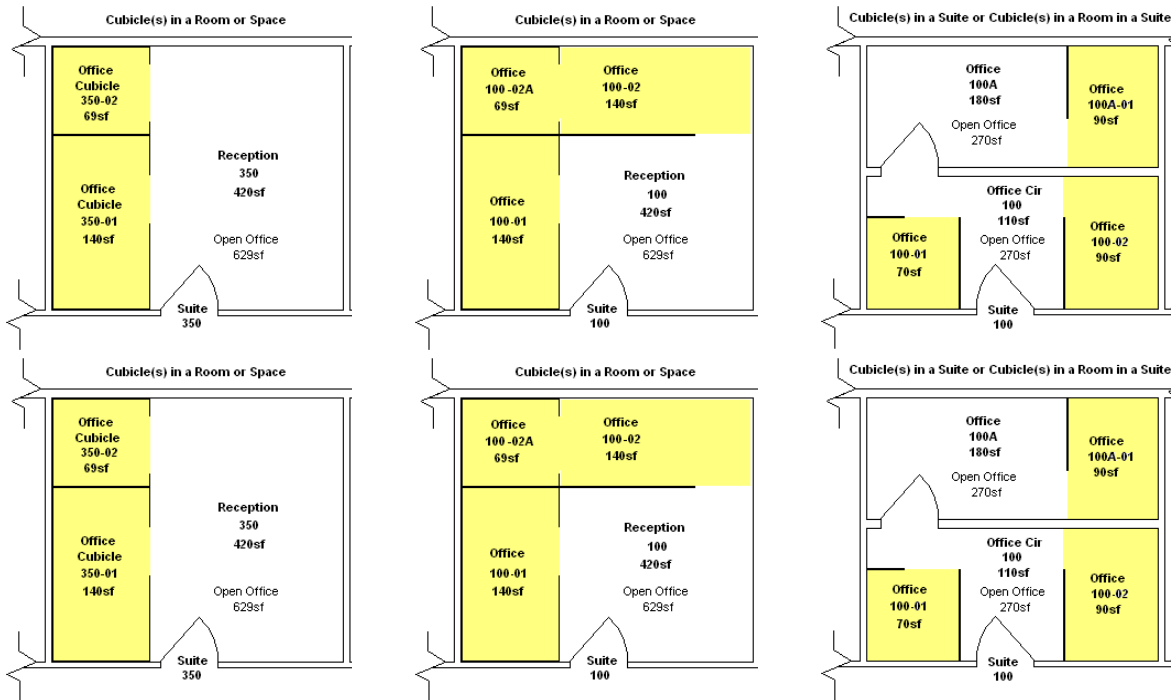 Cubicle(s) in a Room or Space
Office
Cubicle
350-02
69sf
Office
Cubicle
350-01
140sf
Reception
350
420sf
Open Office
629sf
Suite
350
Cubicle(s) in a Room or Space
Office
100-02A
69sf
Office
100-02
140sf
Office
100-01
140sf
Reception
100
420sf
Open Office
629sf
Suite
100
Cubicle(s) in a Suite or Cubicle(s) in a Room in a Suite
Office
100A
180sf
Open Office
270sf
Office
100A-01
90sf
Office Cir
100
110sf
Open Office
270sf
Office
100-01
70sf
Office
100-02
90sf
Suite
100
Cubicle(s) in a Room or Space
Office
Cubicle
350-02
69sf
Office
Cubicle
350-01
140sf
Reception
350
420sf
Open Office
629sf
Suite
350
Cubicle(s) in a Room or Space
Office
100-02A
69sf
Office
100-02
140sf
Office
100-01
140sf
Reception
100
420sf
Open Office
629sf
Suite
100
Cubicle(s) in a Suite or Cubicle(s) in a Room in a Suite
Office
100A
180sf
Open Office
270sf
Office
100A-01
90sf
Office Cir
100
110sf
Open Office
270sf
Office
100-01
70sf
Office
100-02
90sf
Suite
100